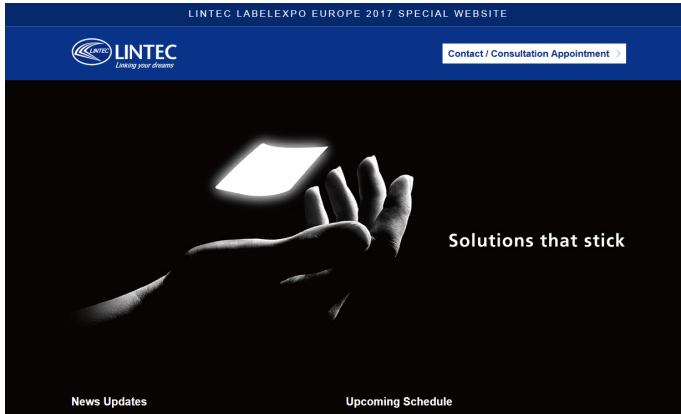 LINTEC LABELEXPO EUROPE 2017 SPECIAL WEBSITE
LINTEC
LINTEC
Linking your dreams
Contact / Consultation Appointment
Solutions that stick
News Updates
Upcoming Schedule